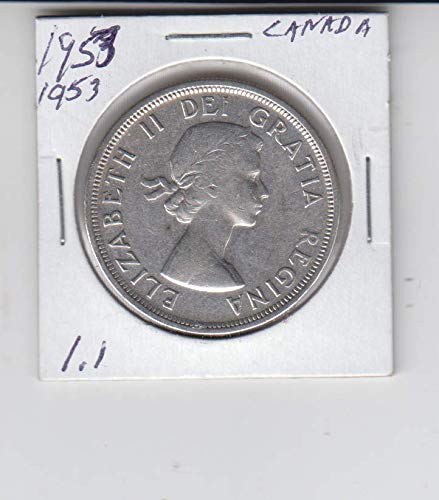 1953
CANADA
1953
ELIZABETH II DEI GRATIA REGINA
1.1